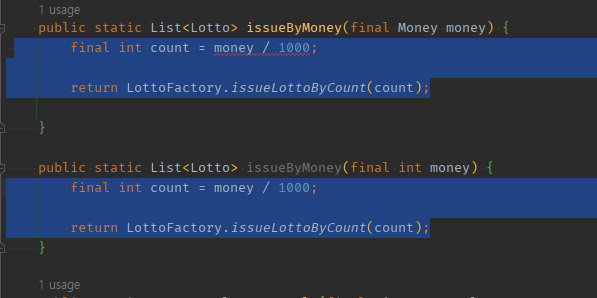 1 usage
public static List<Lotto> issueByMoney(final Money money) {
final int count = money / 1000;
return LottoFactory.issueLottoByCount(count);
}
public static List<Lotto> issueByMoney(final int money) {
final int count = money / 1000;
return LottoFactory.issueLottoByCount(count);
}
1 usage